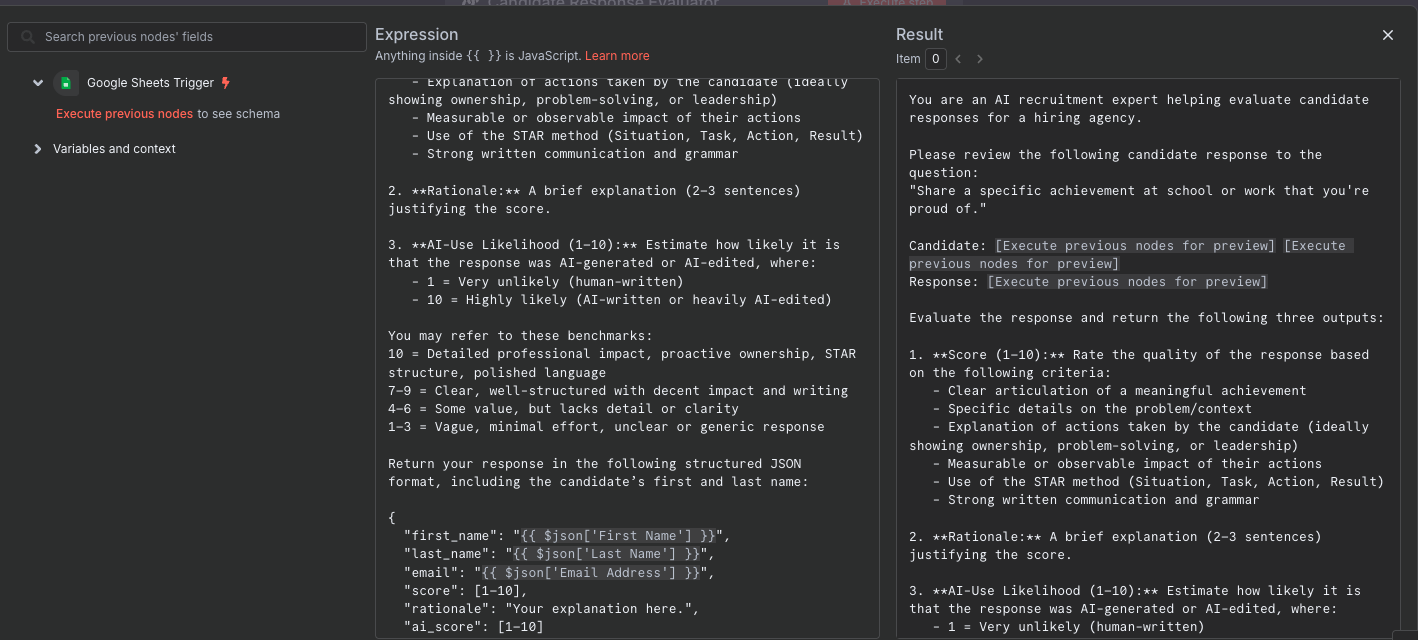 Candidate Response Evaluator
Execute step
Search previous nodes' fields
Google Sheets Trigger
Execute previous nodes to see schema
Variables and context
Expression
Anything inside {{ }} is JavaScript. Learn more
- Explanation of actions taken by the candidate (ideally
showing ownership, problem-solving, or leadership)
- Measurable or observable impact of their actions
- Use of the STAR method (Situation, Task, Action, Result)
- Strong written communication and grammar
2. **Rationale:** A brief explanation (2–3 sentences)
justifying the score.
3. **AI-Use Likelihood (1–10):** Estimate how likely it is
that the response was AI-generated or AI-edited, where:
- 1 = Very unlikely (human-written)
- 10 = Highly likely (AI-written or heavily AI-edited)
You may refer to these benchmarks:
10 = Detailed professional impact, proactive ownership, STAR
structure, polished language
7–9 = Clear, well-structured with decent impact and writing
4–6 = Some value, but lacks detail or clarity
1–3 = Vague, minimal effort, unclear or generic response
Return your response in the following structured JSON
format, including the candidate’s first and last name:
{
"first_name": "{{ $json['First Name'] }}",
"last_name": "{{ $json['Last Name'] }}",
"email": "{{ $json['Email Address'] }}",
"score": [1–10],
"rationale": "Your explanation here.",
"ai_score": [1–10]
Result
Item 0
You are an AI recruitment expert helping evaluate candidate
responses for a hiring agency.
Please review the following candidate response to the
question:
"Share a specific achievement at school or work that you're
proud of."
Candidate: [Execute previous nodes for preview] [Execute
previous nodes for preview]
Response: [Execute previous nodes for preview]
Evaluate the response and return the following three outputs:
1. **Score (1–10):** Rate the quality of the response based
on the following criteria:
- Clear articulation of a meaningful achievement
- Specific details on the problem/context
- Explanation of actions taken by the candidate (ideally
showing ownership, problem-solving, or leadership)
- Measurable or observable impact of their actions
- Use of the STAR method (Situation, Task, Action, Result)
- Strong written communication and grammar
2. **Rationale:** A brief explanation (2–3 sentences)
justifying the score.
3. **AI-Use Likelihood (1–10):** Estimate how likely it is
that the response was AI-generated or AI-edited, where:
- 1 = Very unlikely (human-written)